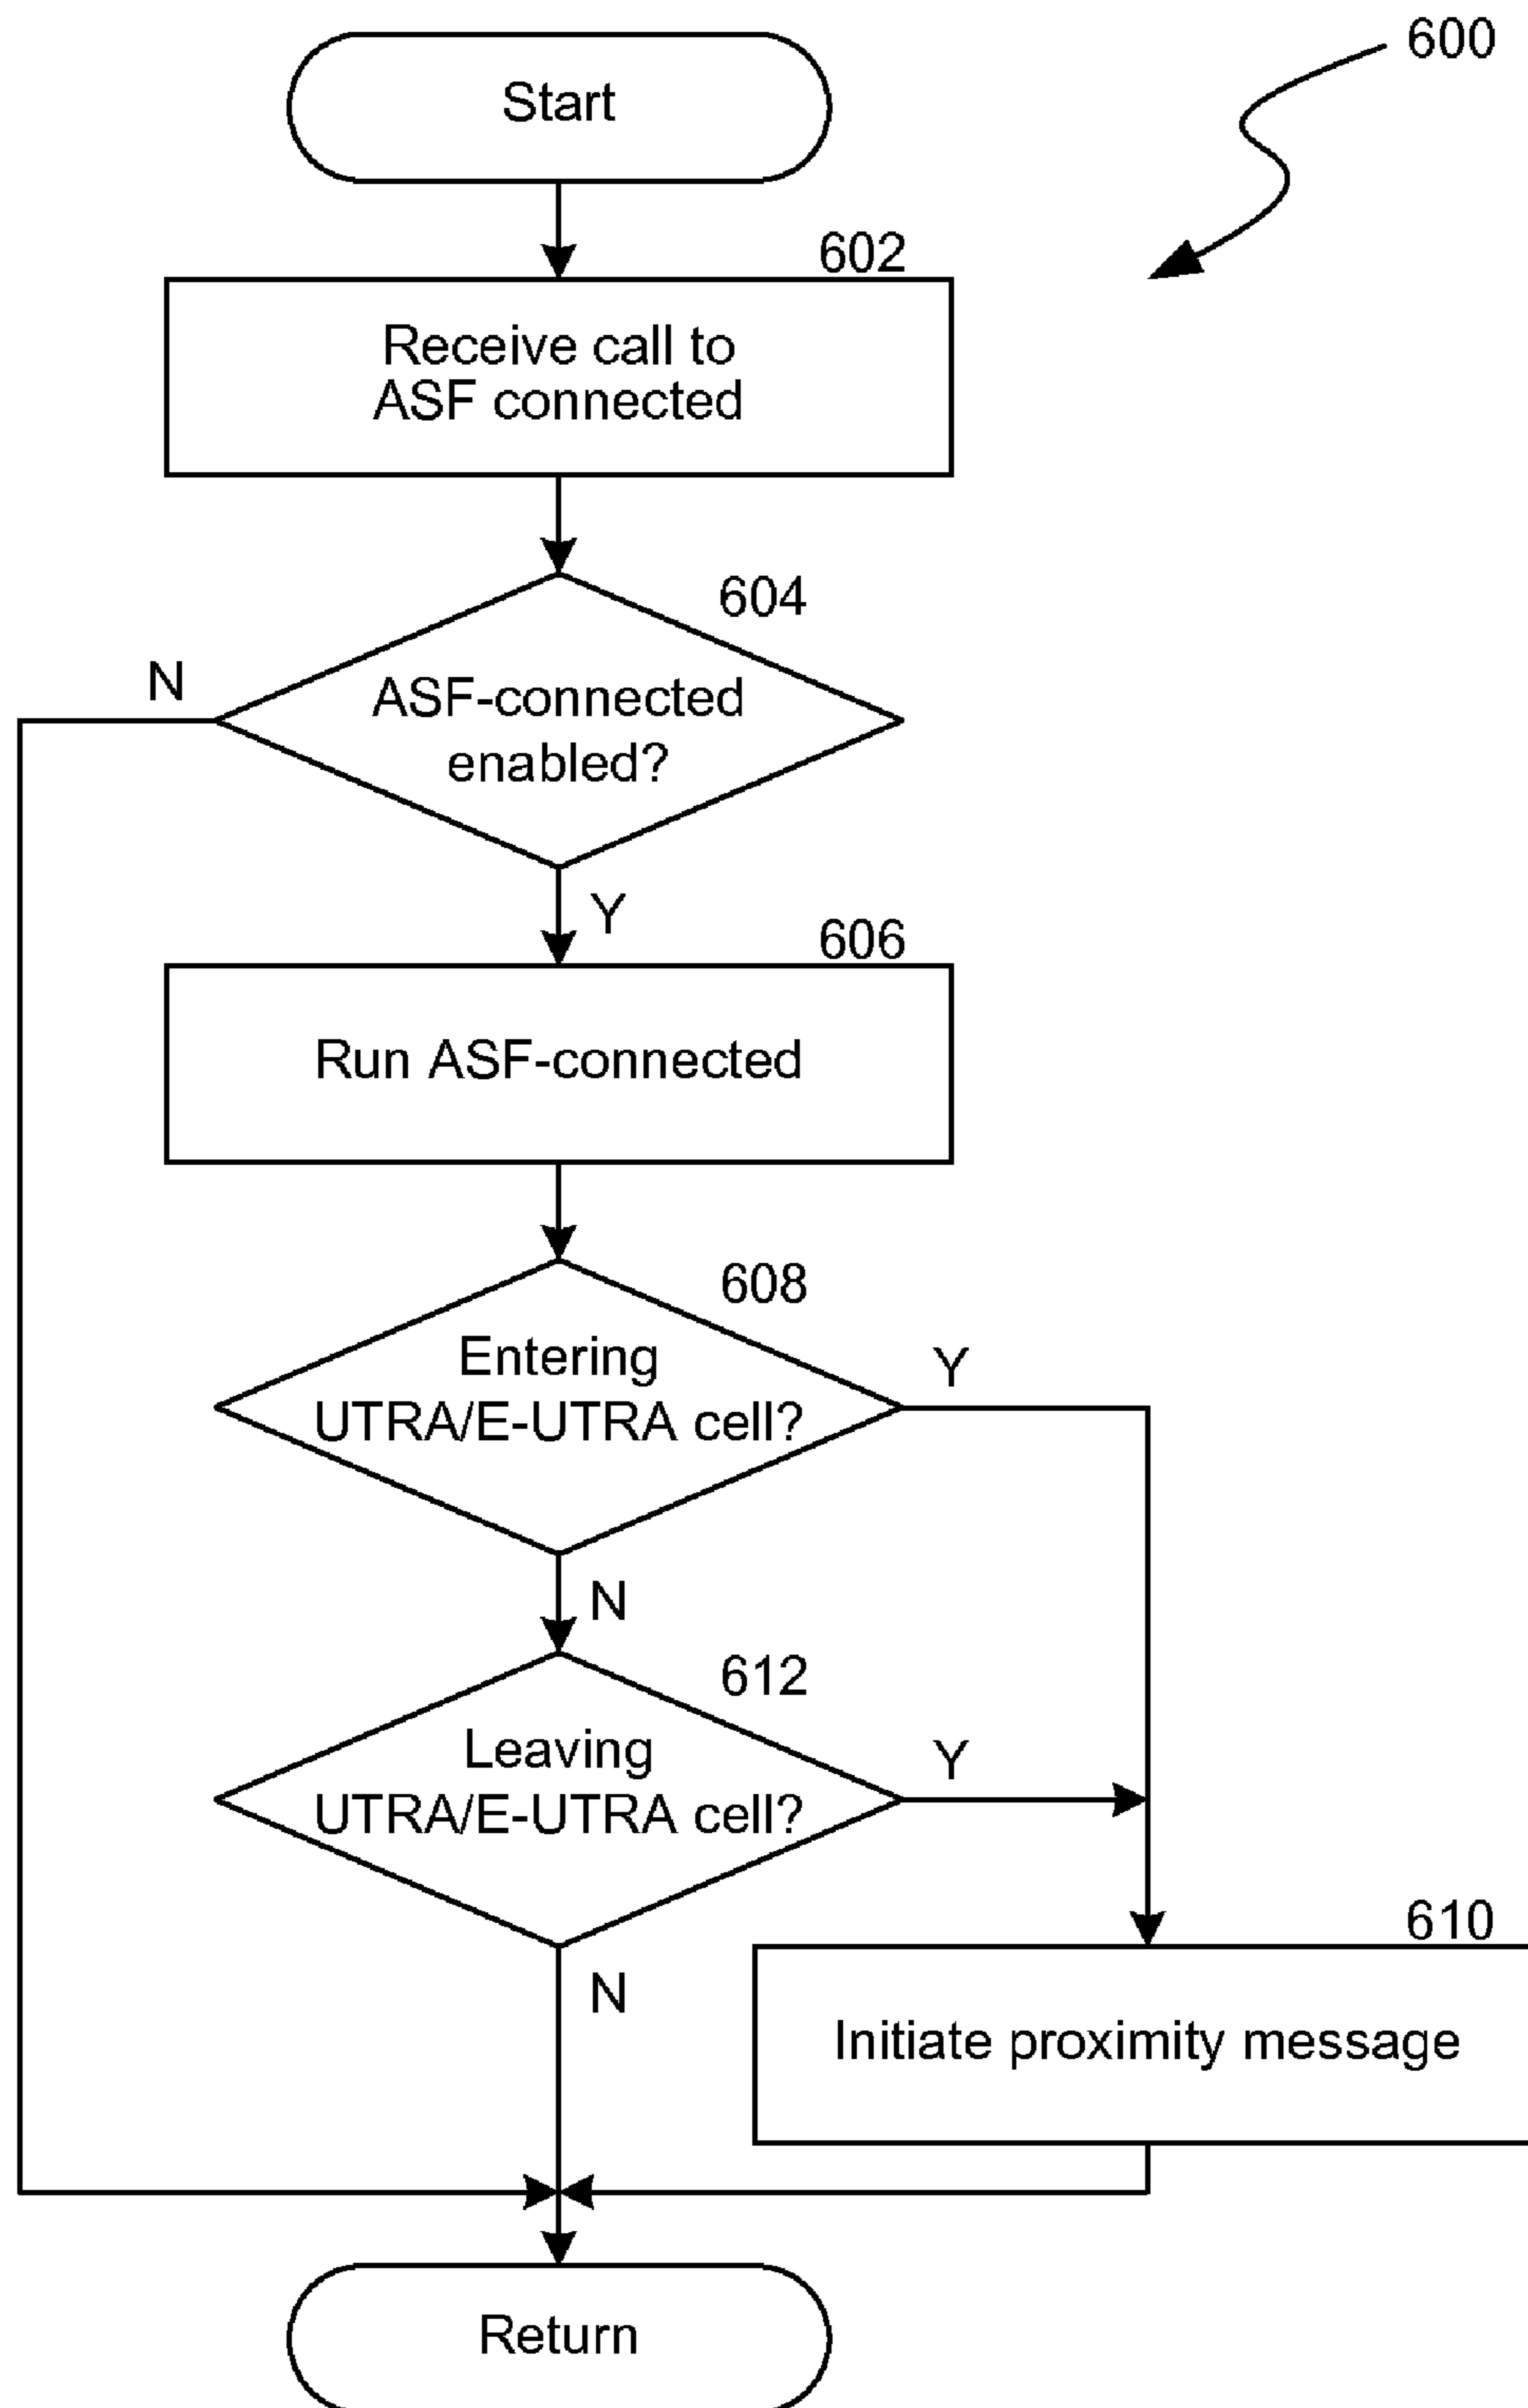 600
Start
602
Receive call to
ASF connected
604
N
ASF-connected
enabled?
Y
606
Run ASF-connected
608
Entering
UTRA/E-UTRA cell?
Y
N
612
Leaving
UTRA/E-UTRA cell?
Y
610
N
Initiate proximity message
Return